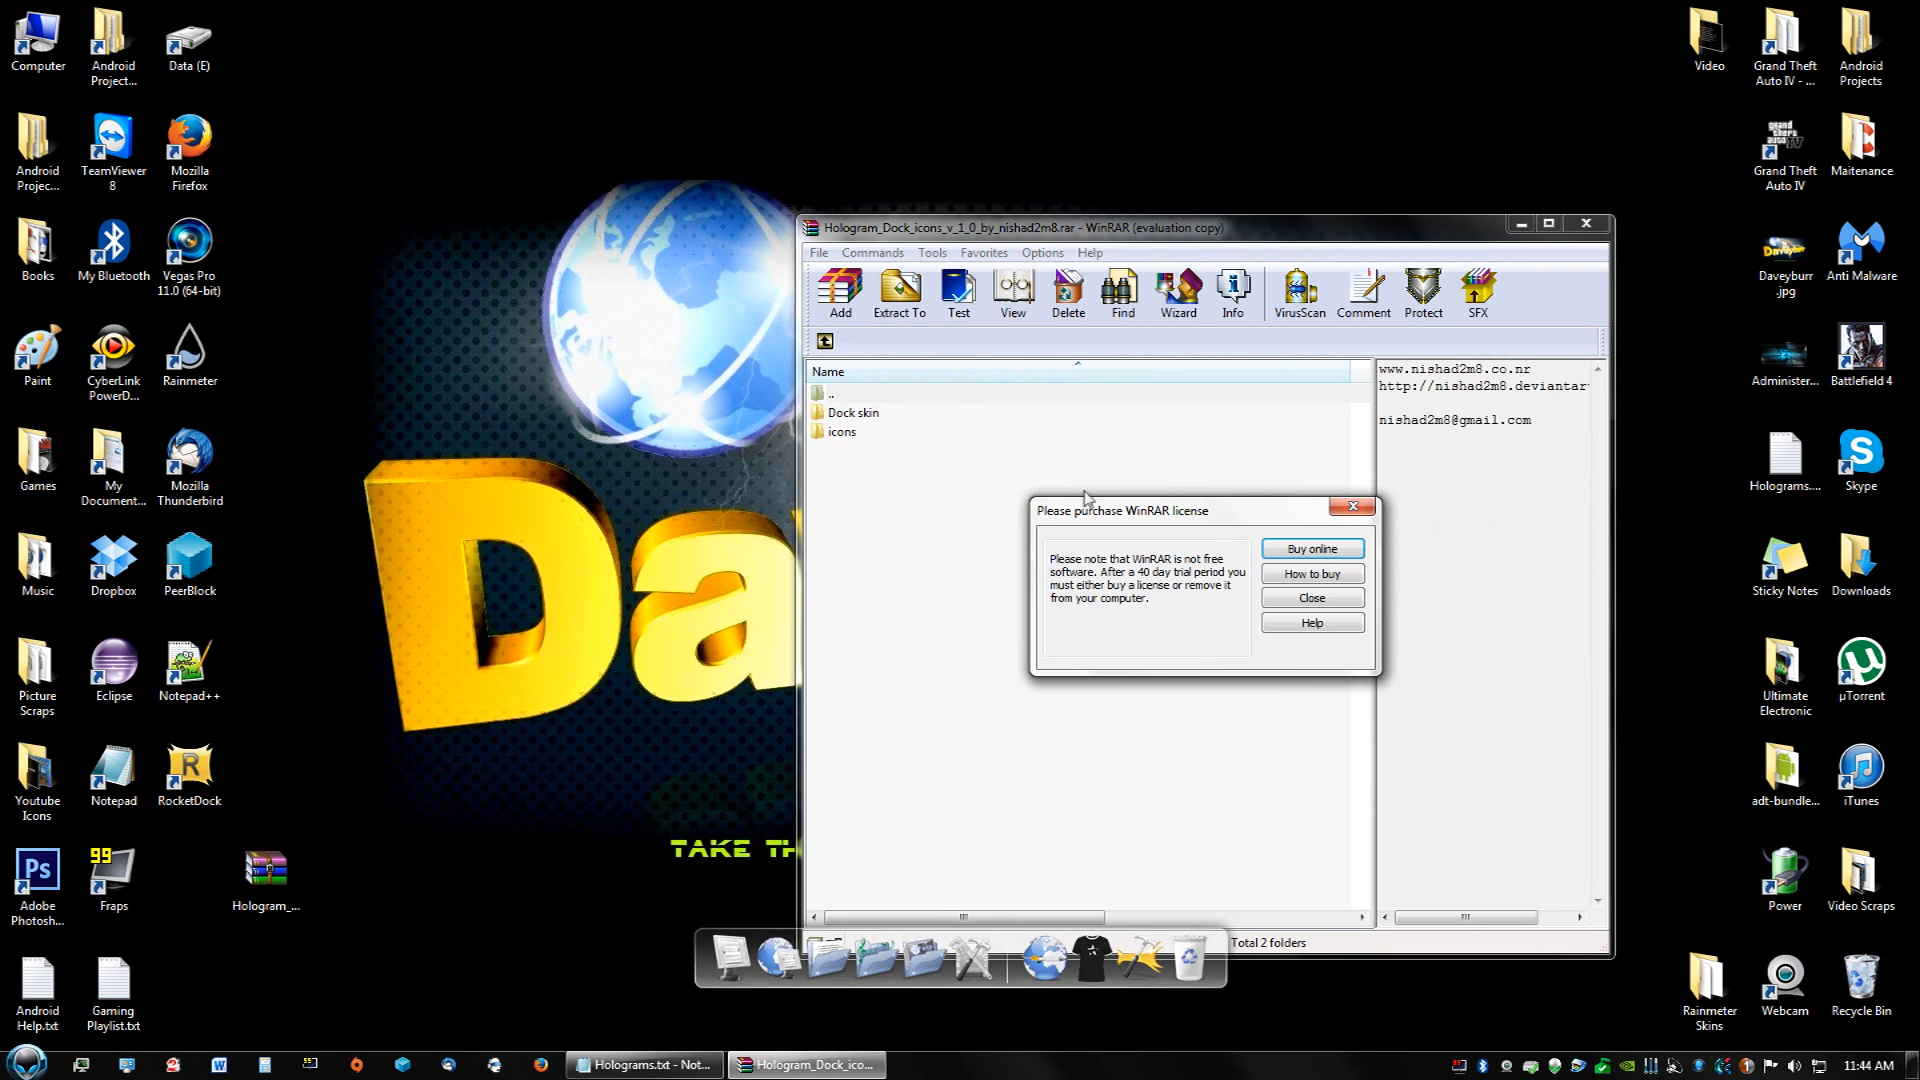 Computer
Android
Project...
Data (E)
Android
Projec...
TeamViewer
8
Mozilla
Firefox
Books
My Bluetooth
Vegas Pro
11.0 (64-bit)
Paint
CyberLink
PowerD...
Rainmeter
Games
My
Document...
Mozilla
Thunderbird
Music
Dropbox
PeerBlock
Picture
Scraps
Eclipse
Notepad++
Youtube
Icons
Notepad
RocketDock
Ps
Adobe
Photosh...
99
Fraps
Hologram_...
Android
Help.txt
Gaming
Playlist.txt
Da
TAKE TH
Hologram_Dock_icons_v_1_0_by_nishad2m8.rar - WinRAR (evaluation copy)
File Commands Tools Favorites Options Help
Add Extract To Test View Delete Find Wizard Info VirusScan Comment Protect SFX
Name
..
Dock skin
icons
www.nishad2m8.co.nr
http://nishad2m8.deviantar
nishad2m8@gmail.com
Please purchase WinRAR license
Please note that WinRAR is not free
software. After a 40 day trial period you
must either buy a license or remove it
from your computer.
Buy online
How to buy
Close
Help
Total 2 folders
Video
Grand Theft
Auto IV - ...
Android
Projects
grand
theft
auto IV
Grand Theft
Auto IV
Maitenance
Daveyburr
.jpg
Anti Malware
Administer...
Battlefield 4
Holograms....
Skype
Sticky Notes
Downloads
Ultimate
Electronic
µTorrent
adt-bundle...
iTunes
Power
Video Scraps
Rainmeter
Skins
Webcam
Recycle Bin
Holograms.txt - Not...
Hologram_Dock_ico...
11:44 AM